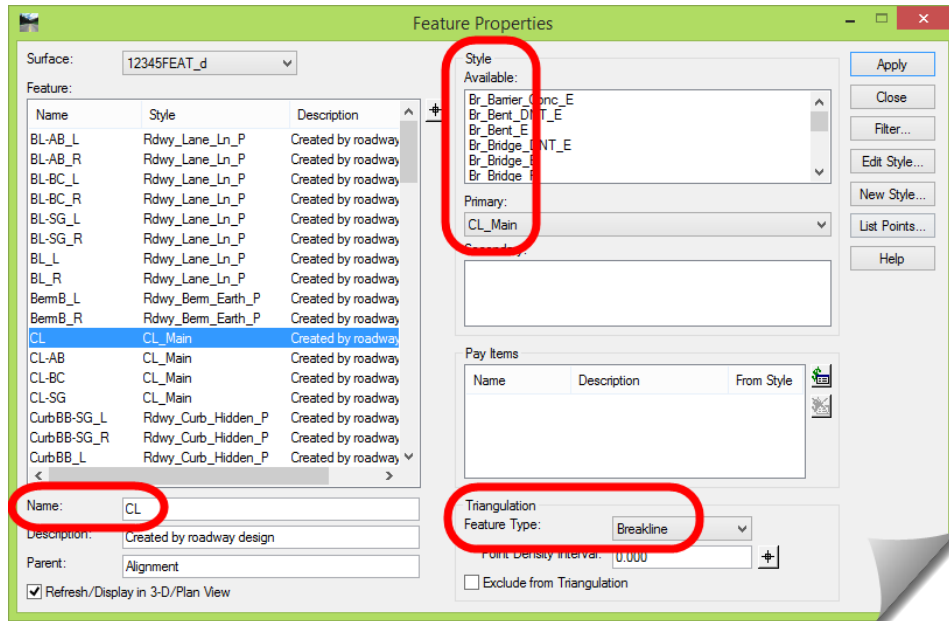 Feature Properties
Surface:
12345FEAT_d
Feature:
Name Style Description
BL-AB_L Rdwy_Lane_Ln_P Created by roadway
BL-AB_R Rdwy_Lane_Ln_P Created by roadway
BL-BC_L Rdwy_Lane_Ln_P Created by roadway
BL-BC_R Rdwy_Lane_Ln_P Created by roadway
BL-SG_L Rdwy_Lane_Ln_P Created by roadway
BL-SG_R Rdwy_Lane_Ln_P Created by roadway
BL_L Rdwy_Lane_Ln_P Created by roadway
BL_R Rdwy_Lane_Ln_P Created by roadway
BermB_L Rdwy_Berm_Earth_P Created by roadway
BermB_R Rdwy_Berm_Earth_P Created by roadway
CL CL_Main Created by roadway
CL-AB CL_Main Created by roadway
CL-BC CL_Main Created by roadway
CL-SG CL_Main Created by roadway
CurbBB-SG_L Rdwy_Curb_Hidden_P Created by roadway
CurbBB-SG_R Rdwy_Curb_Hidden_P Created by roadway
CurbBB_L Rdwy_Curb_Hidden_P Created by roadway
Name: CL
Description: Created by roadway design
Parent: Alignment
Refresh/Display in 3-D/Plan View
Style
Available:
Br_Barrier_Conc_E
Br_Bent_DNT_E
Br_Bent_E
Br_Bridge_DNT_E
Br_Bridge_E
Br_Bridge_P
Primary:
CL_Main
Secondary:
Pay Items
Name Description From Style
Triangulation
Feature Type: Breakline
Point Density Interval: 0.000
Exclude from Triangulation
Apply
Close
Filter...
Edit Style...
New Style...
List Points...
Help